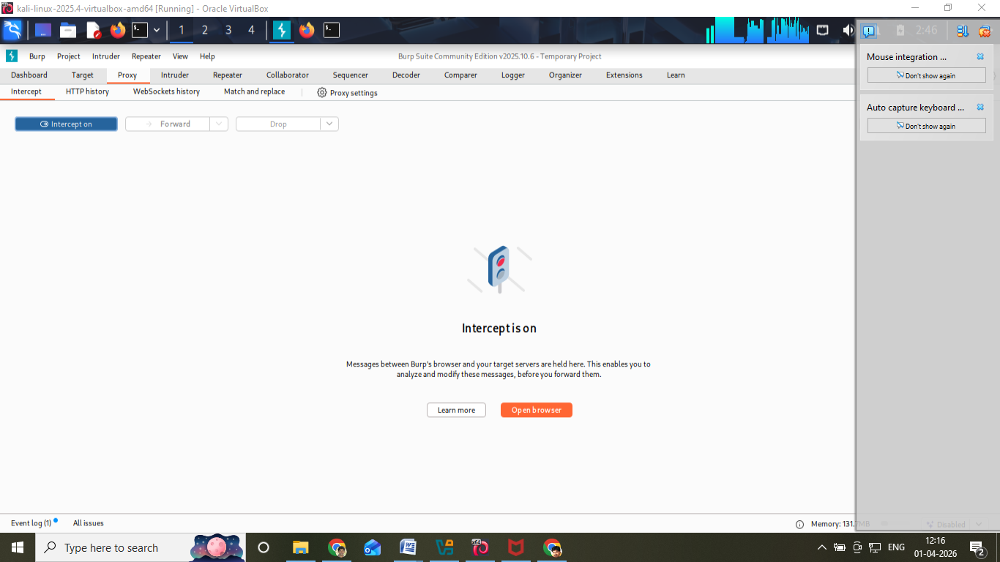 kali-linux-2025.4-virtualbox-amd64 [Running] - Oracle VirtualBox
1 2 3 4
2:46
Burp Project Intruder Repeater View Help
Burp Suite Community Edition v2025.10.6 - Temporary Project
Dashboard Target Proxy Intruder Repeater Collaborator Sequencer Decoder Comparer Logger Organizer Extensions Learn
Intercept HTTP history WebSockets history Match and replace Proxy settings
Intercept on Forward Drop
Mouse integration ...
Don't show again
Auto capture keyboard ...
Don't show again
Intercept is on
Messages between Burp's browser and your target servers are held here. This enables you to
analyze and modify these messages, before you forward them.
Learn more Open browser
Event log (1) All issues
Memory: 131.7MB
Disabled
Type here to search
ENG
12:16
01-04-2026
2